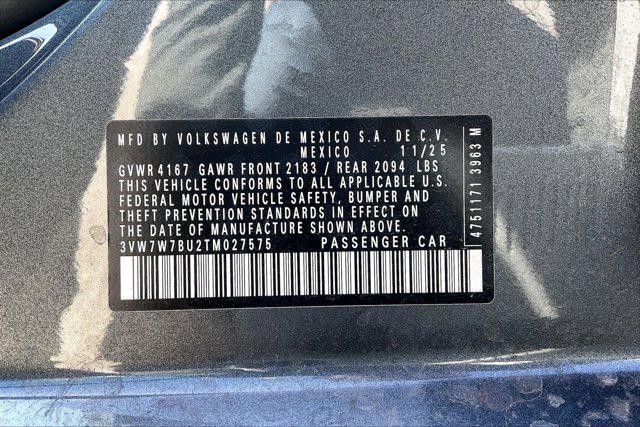 MFD BY VOLKSWAGEN DE MEXICO S.A. DE C.V.
MEXICO 11/25
GVWR 4167 GAWR FRONT 2183 / REAR 2094 LBS
THIS VEHICLE CONFORMS TO ALL APPLICABLE U.S.
FEDERAL MOTOR VEHICLE SAFETY, BUMPER AND
THEFT PREVENTION STANDARDS IN EFFECT ON
THE DATE OF MANUFACTURE SHOWN ABOVE.
3VW7W7BU2TM027575 PASSENGER CAR
4751171 3963 M